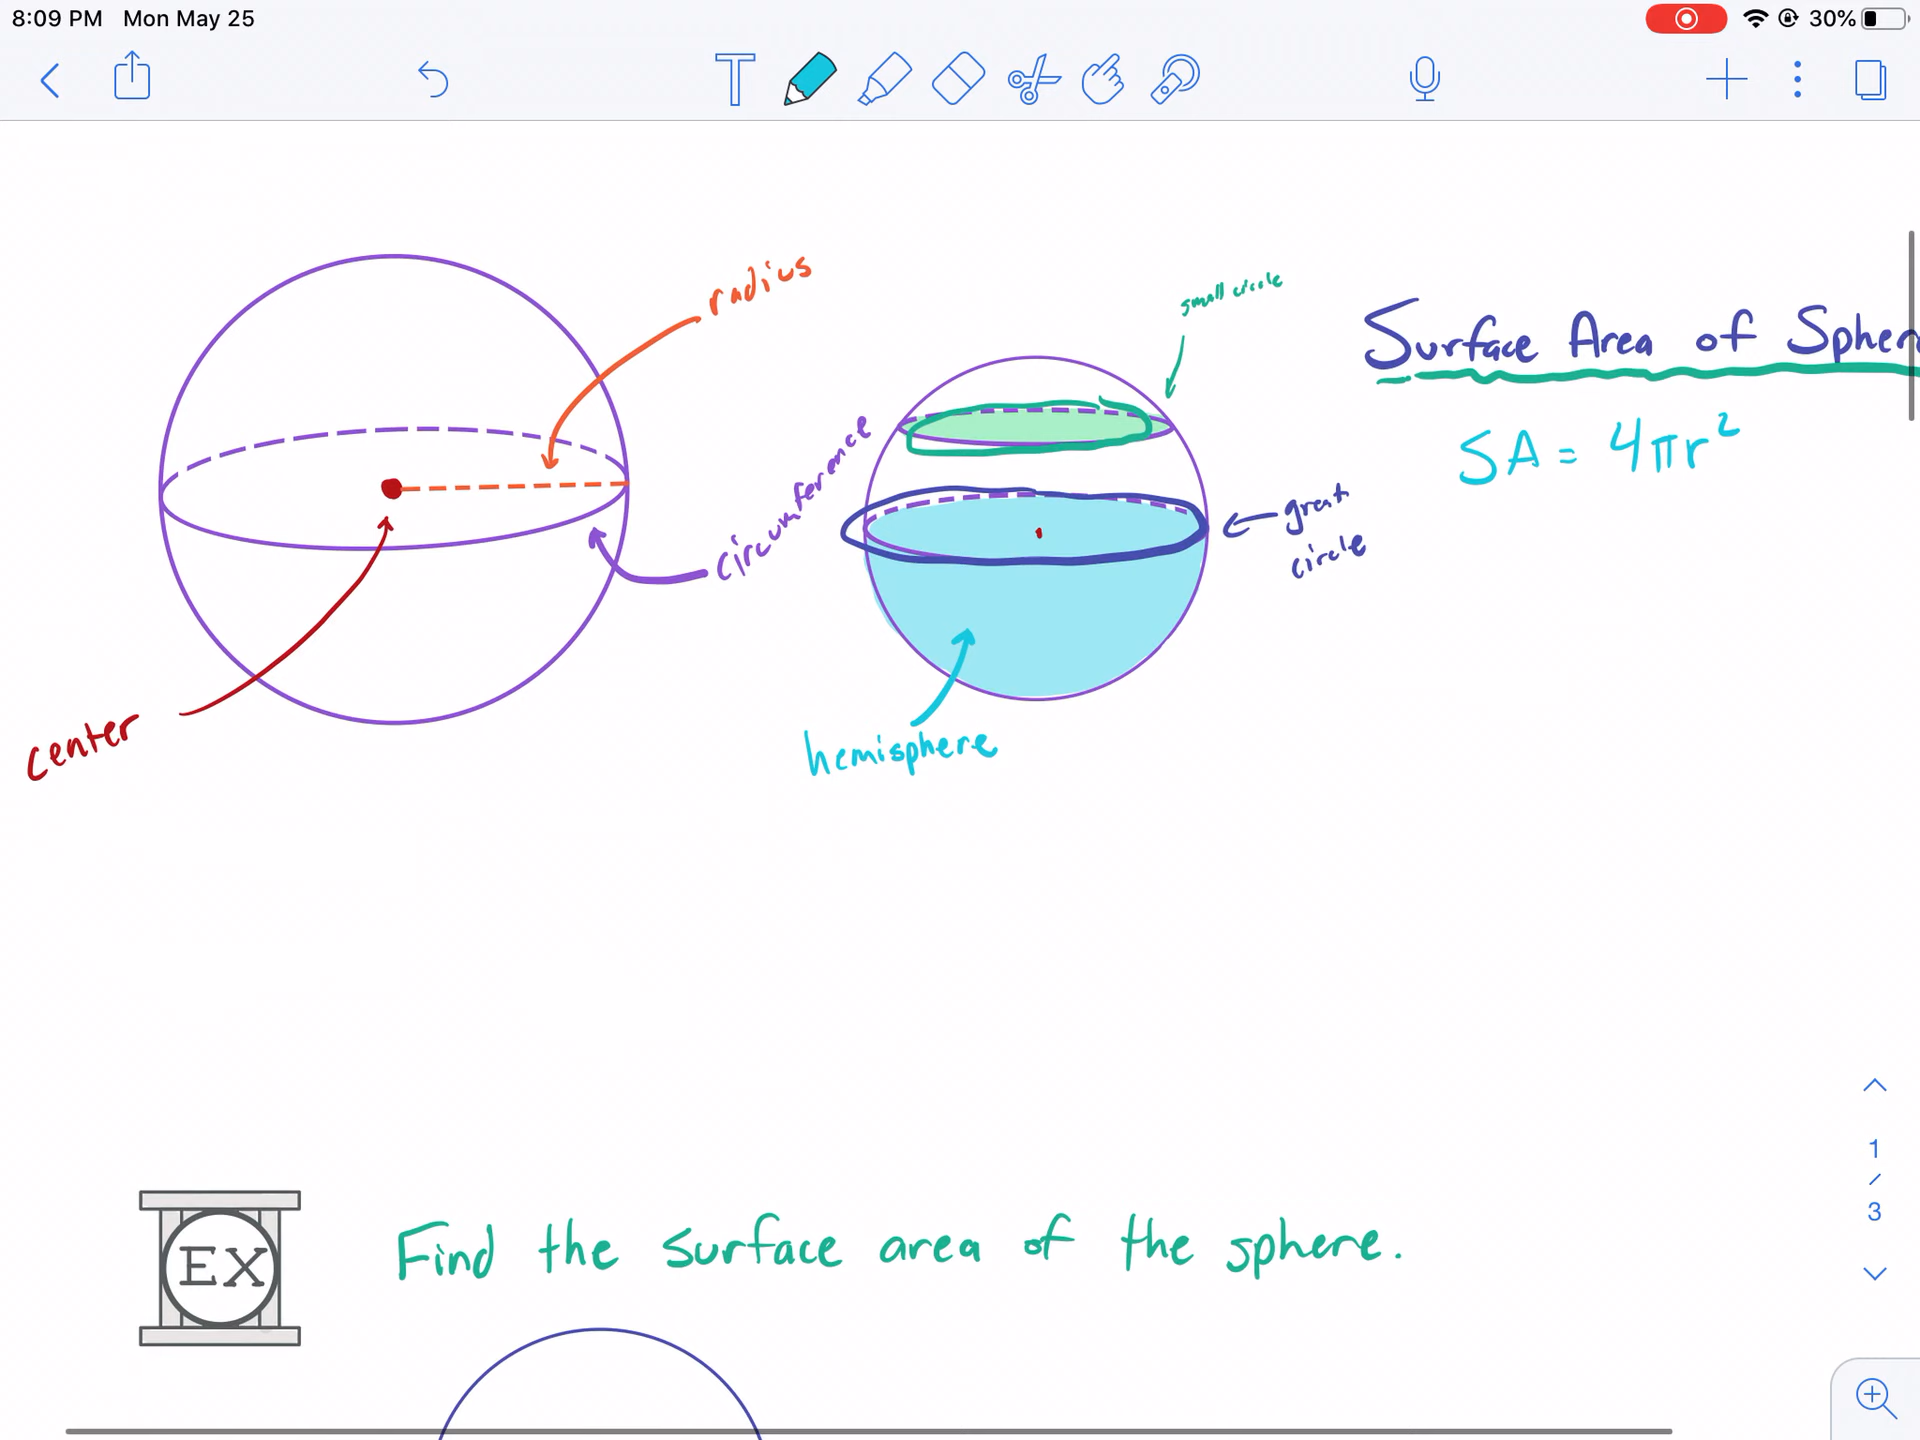 8:09 PM Mon May 25
30%
T
radius
small circle
Surface Area of Spher
SA = 4πr²
circumference
great
circle
center
hemisphere
1
/
3
EX
Find the surface area of the sphere.